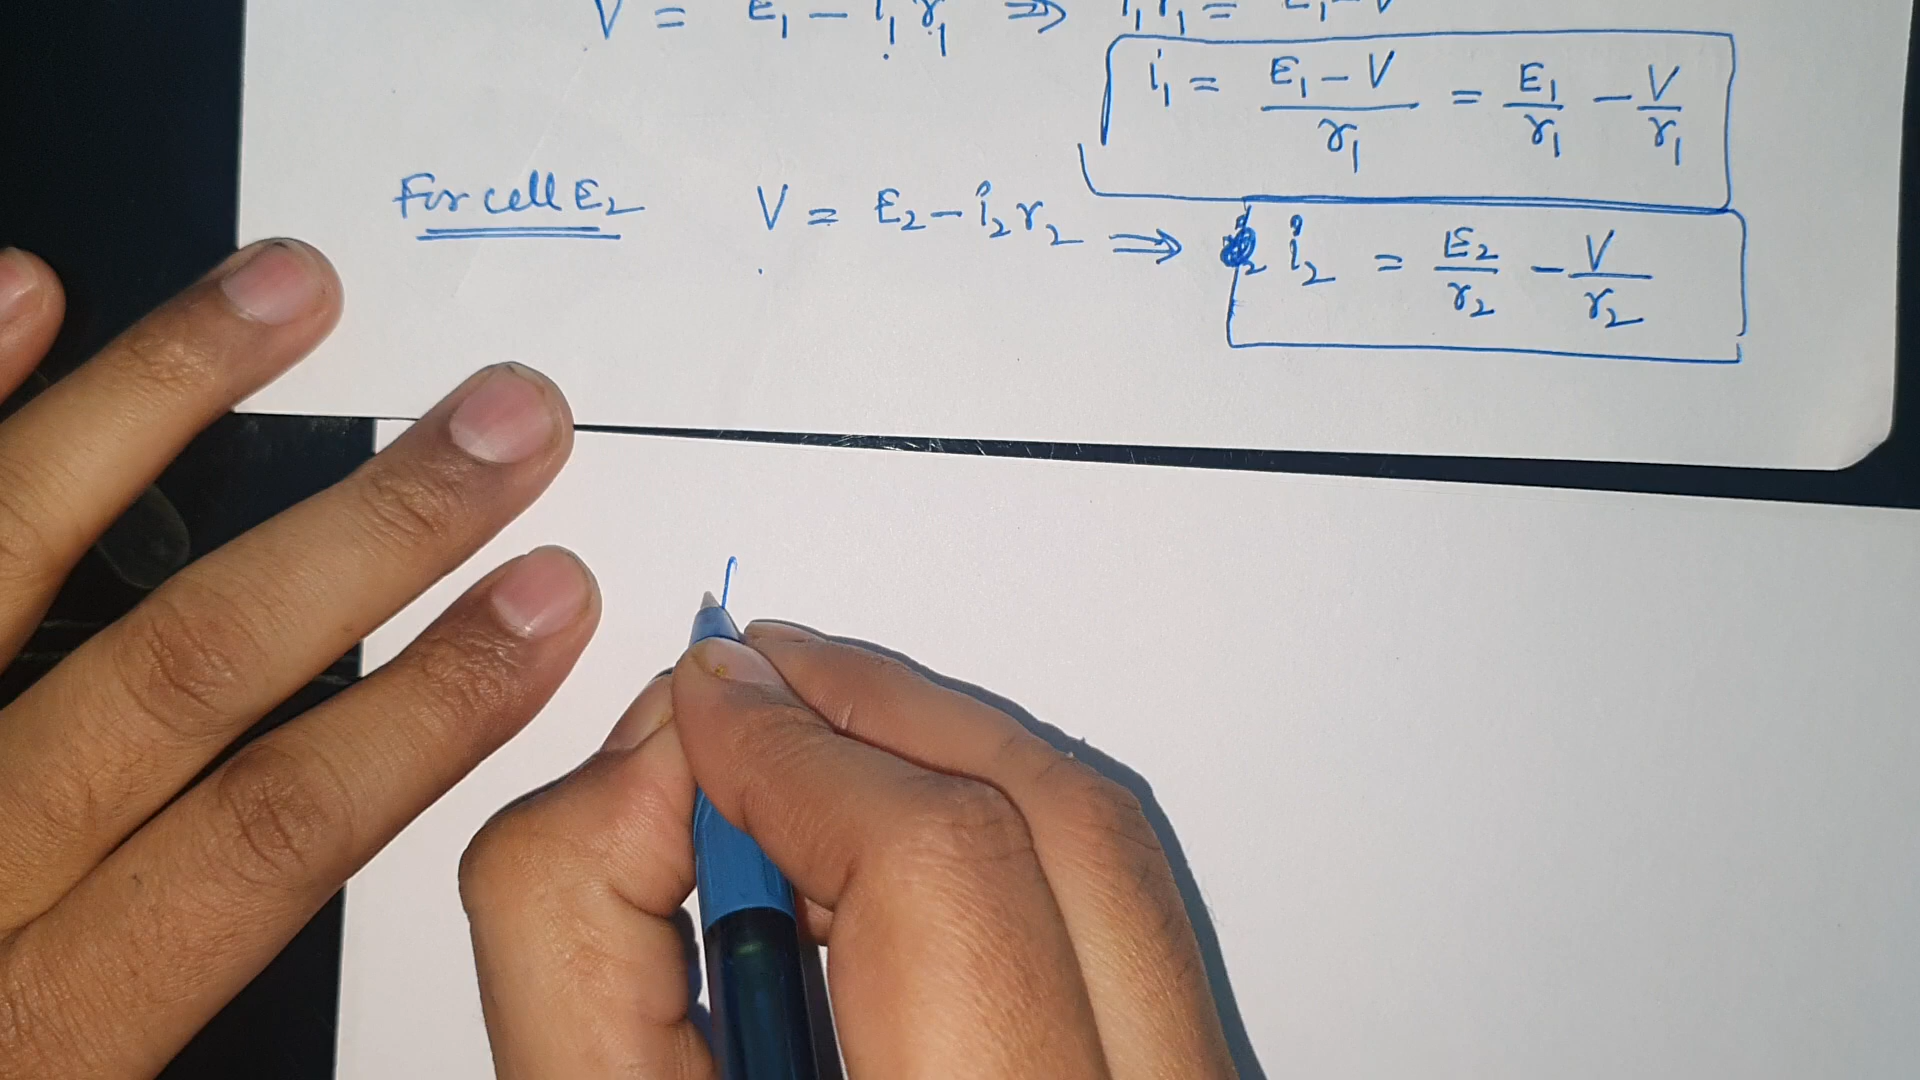 V = E₁ - i₁r₁ ⇒ i₁r₁ = E₁-V
i₁ = (E₁ - V)/r₁ = E₁/r₁ - V/r₁
For cell E₂ V = E₂ - i₂r₂ ⇒ i₂ = E₂/r₂ - V/r₂